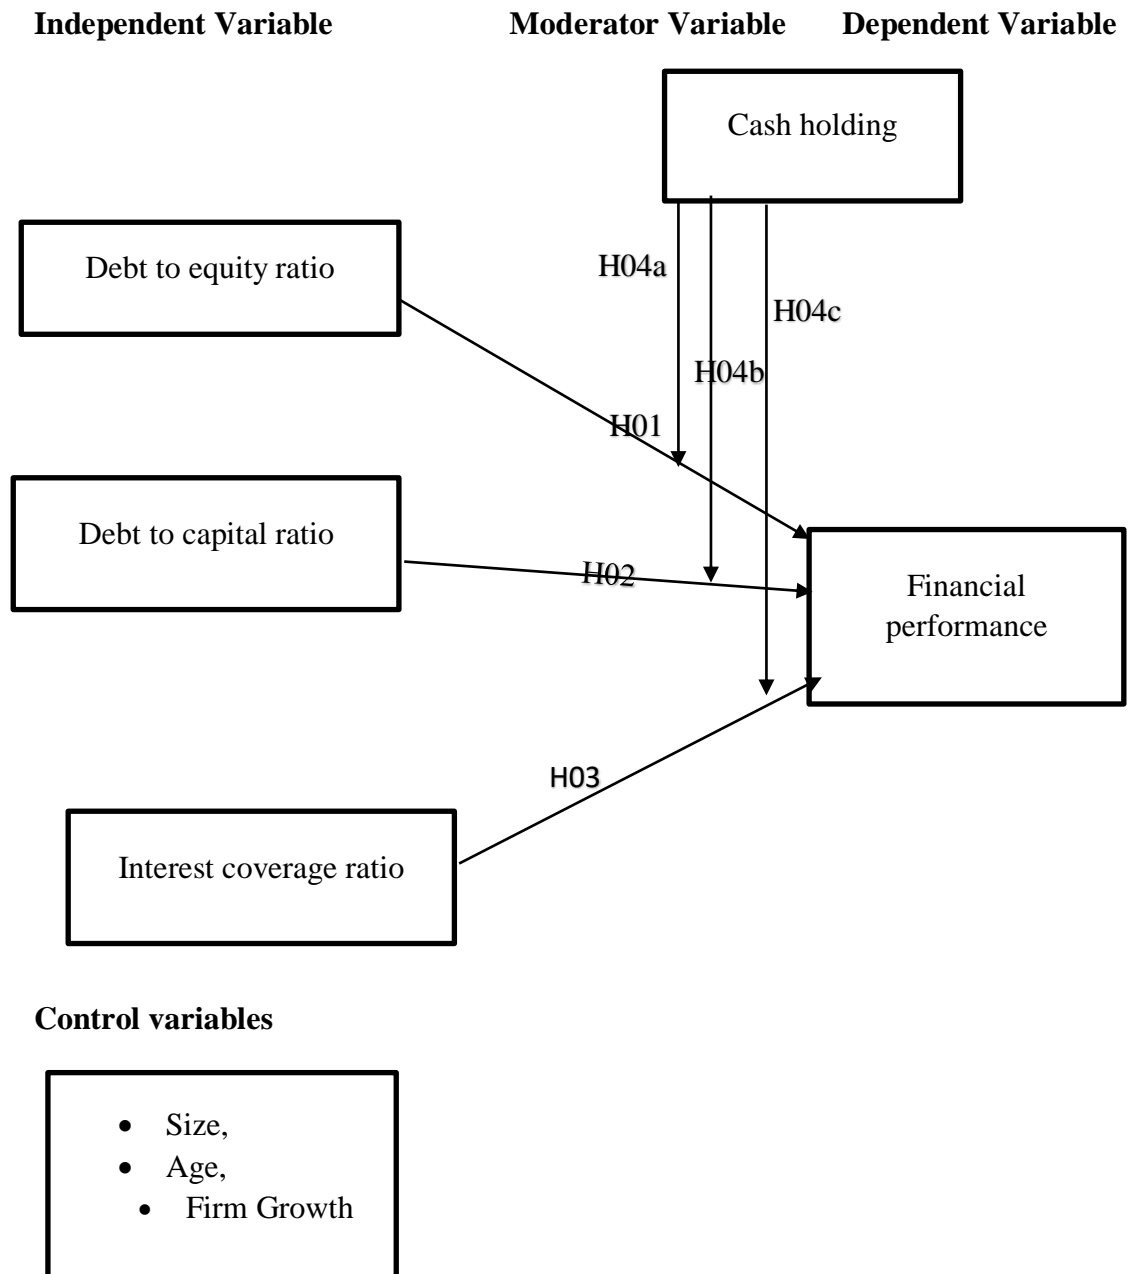 Independent Variable
Moderator Variable
Dependent Variable
Cash holding
Debt to equity ratio
H04a
H04c
H04b
H01
Debt to capital ratio
H02
Financial
performance
H03
Interest coverage ratio
Control variables
• Size,
• Age,
• Firm Growth